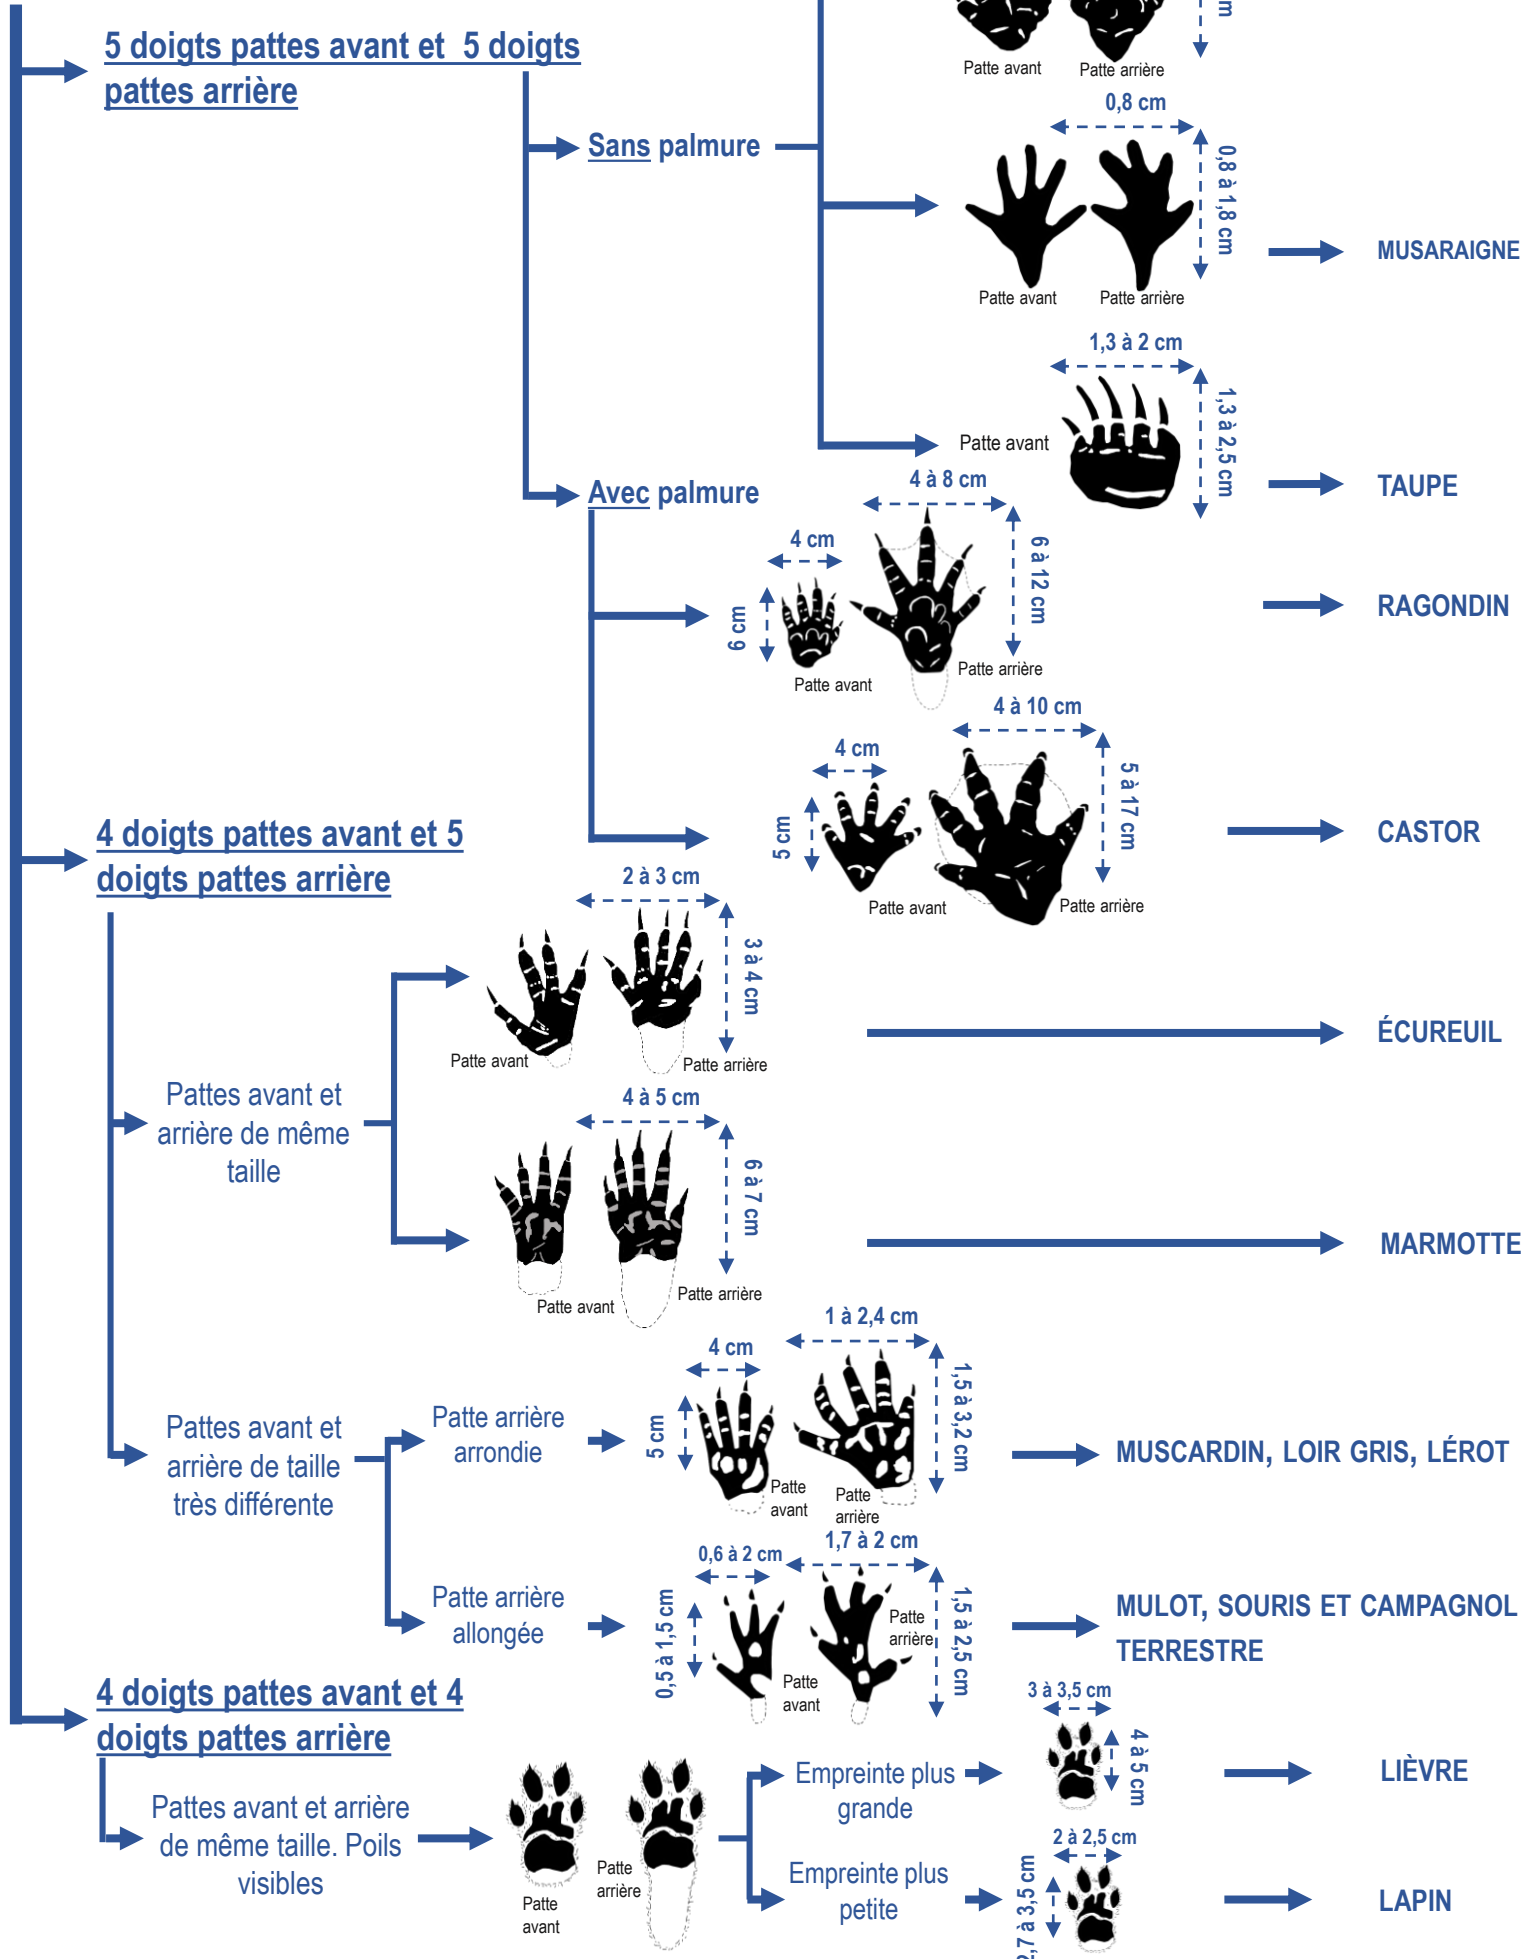 m
Patte avant
Patte arrière
5 doigts pattes avant et 5 doigts
pattes arrière
Sans palmure
0,8 cm
0,8 à 1,8 cm
Patte avant
Patte arrière
MUSARAIGNE
1,3 à 2 cm
1,3 à 2,5 cm
Patte avant
TAUPE
Avec palmure
4 à 8 cm
4 cm
6 à 12 cm
6 cm
Patte avant
Patte arrière
RAGONDIN
4 à 10 cm
4 cm
5 à 17 cm
5 cm
Patte avant
Patte arrière
CASTOR
4 doigts pattes avant et 5
doigts pattes arrière
2 à 3 cm
3 à 4 cm
Patte avant
Patte arrière
ÉCUREUIL
Pattes avant et
arrière de même
taille
4 à 5 cm
6 à 7 cm
Patte avant
Patte arrière
MARMOTTE
Pattes avant et
arrière de taille
très différente
Patte arrière
arrondie
1 à 2,4 cm
4 cm
1,5 à 3,2 cm
5 cm
Patte
avant
Patte
arrière
MUSCARDIN, LOIR GRIS, LÉROT
Patte arrière
allongée
1,7 à 2 cm
0,6 à 2 cm
1,5 à 2,5 cm
0,5 à 1,5 cm
Patte
avant
Patte
arrière
MULOT, SOURIS ET CAMPAGNOL
TERRESTRE
4 doigts pattes avant et 4
doigts pattes arrière
Pattes avant et arrière
de même taille. Poils
visibles
Patte
avant
Patte
arrière
Empreinte plus
grande
3 à 3,5 cm
4 à 5 cm
LIÈVRE
Empreinte plus
petite
2 à 2,5 cm
,7 à 3,5 cm
LAPIN